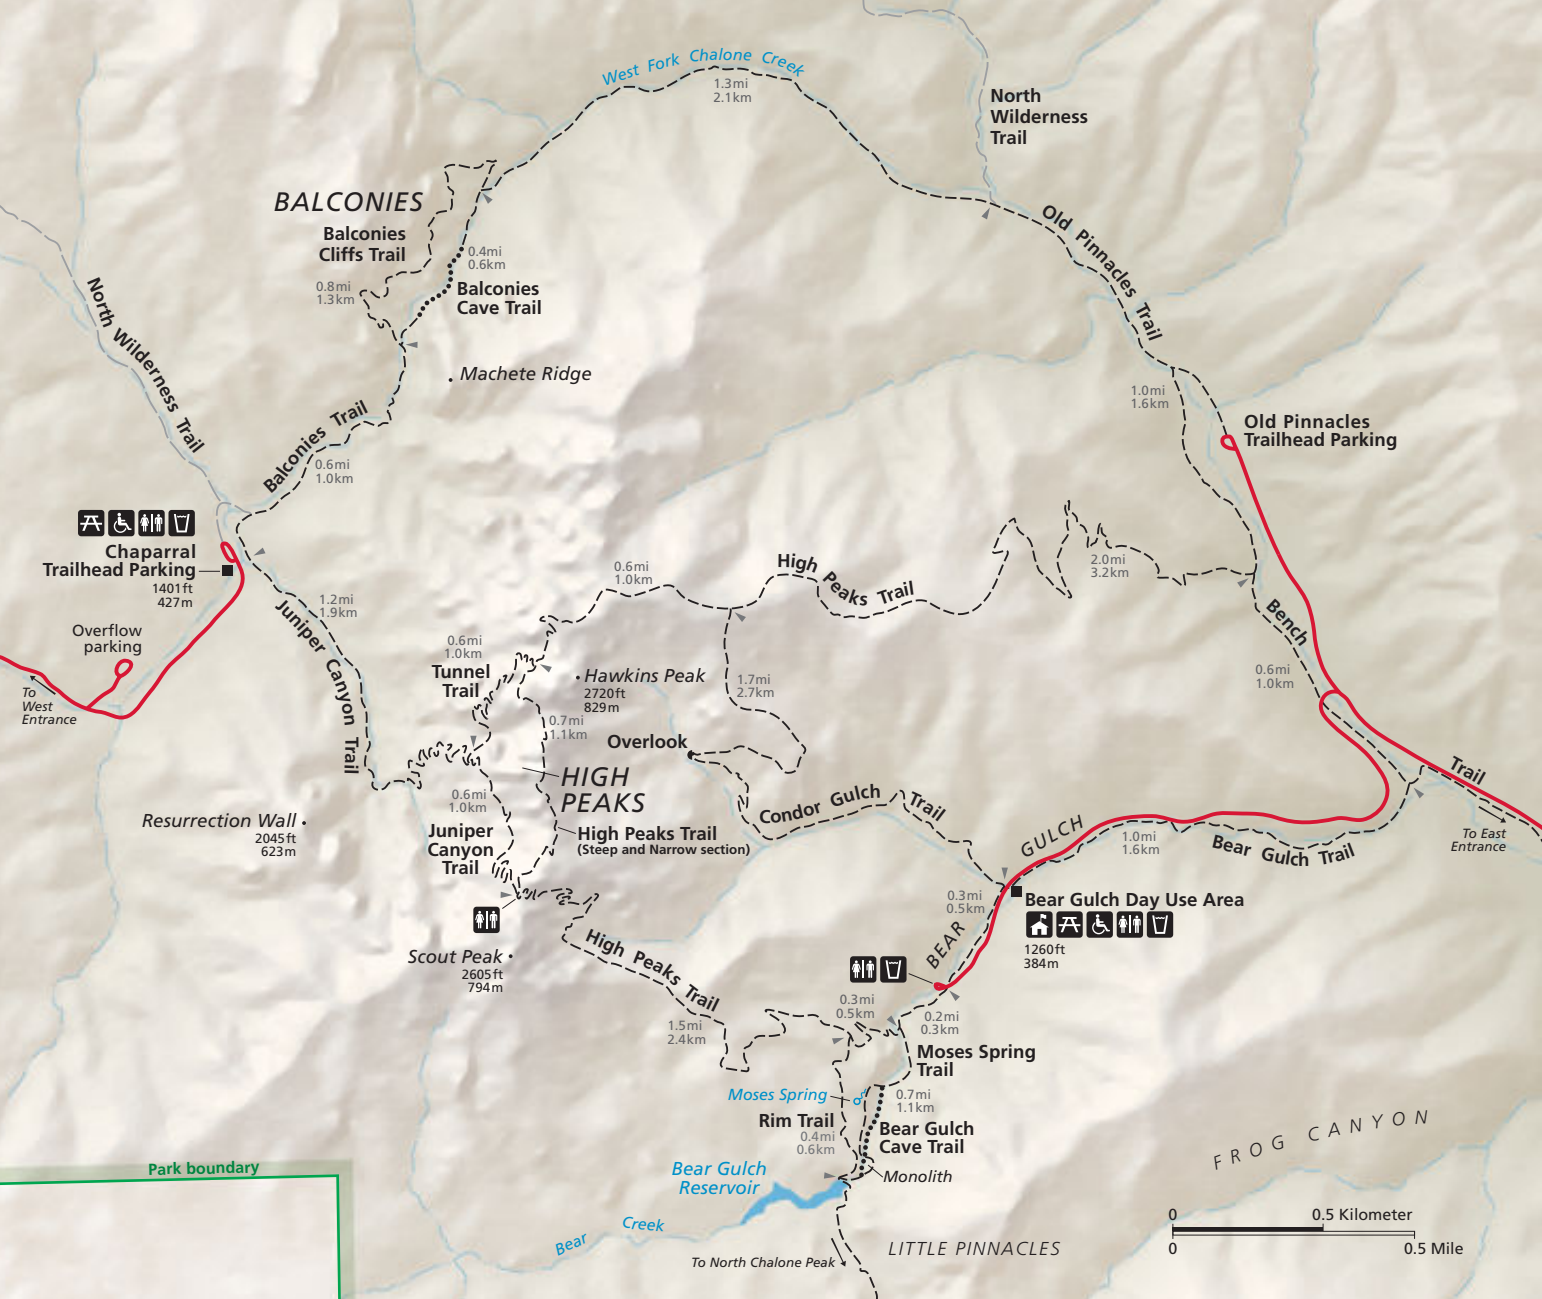 West Fork Chalone Creek
1.3mi
2.1km
North
Wilderness
Trail
BALCONIES
Balconies
Cliffs Trail
0.8mi
1.3km
0.4mi
0.6km
Balconies
Cave Trail
Machete Ridge
North Wilderness Trail
Balconies Trail
0.6mi
1.0km
Old Pinnacles Trail
1.0mi
1.6km
Old Pinnacles
Trailhead Parking
Chaparral
Trailhead Parking
1401ft
427m
Overflow
parking
To
West
Entrance
Juniper Canyon Trail
1.2mi
1.9km
0.6mi
1.0km
High Peaks Trail
2.0mi
3.2km
Bench
0.6mi
1.0km
Trail
To East
Entrance
0.6mi
1.0km
Tunnel
Trail
Hawkins Peak
2720ft
829m
0.7mi
1.1km
1.7mi
2.7km
Overlook
HIGH
PEAKS
High Peaks Trail
(Steep and Narrow section)
0.6mi
1.0km
Juniper
Canyon
Trail
Resurrection Wall
2045ft
623m
Condor Gulch Trail
BEAR GULCH
1.0mi
1.6km
Bear Gulch Trail
0.3mi
0.5km
Bear Gulch Day Use Area
1260ft
384m
Scout Peak
2605ft
794m
High Peaks Trail
1.5mi
2.4km
0.3mi
0.5km
0.2mi
0.3km
Moses Spring
Trail
Moses Spring
0.7mi
1.1km
Rim Trail
0.4mi
0.6km
Bear Gulch
Cave Trail
Monolith
Bear Gulch
Reservoir
Bear Creek
Park boundary
To North Chalone Peak
LITTLE PINNACLES
FROG CANYON
0
0.5 Kilometer
0
0.5 Mile